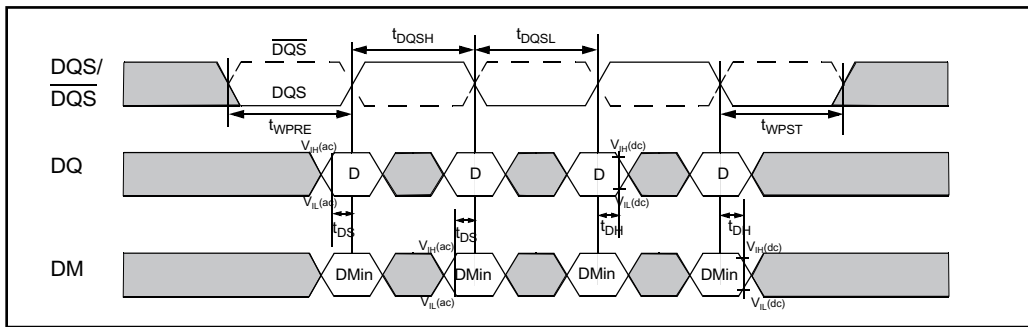 DQS/
DQS
DQS
DQS
tDQSH
tDQSL
tWPRE
tWPST
DQ
VIH(ac)
VIL(ac)
D
D
D
D
VIH(dc)
VIL(dc)
tDS
tDS
tDH
tDH
DM
VIH(ac)
VIL(ac)
DMin
DMin
DMin
DMin
VIH(dc)
VIL(dc)